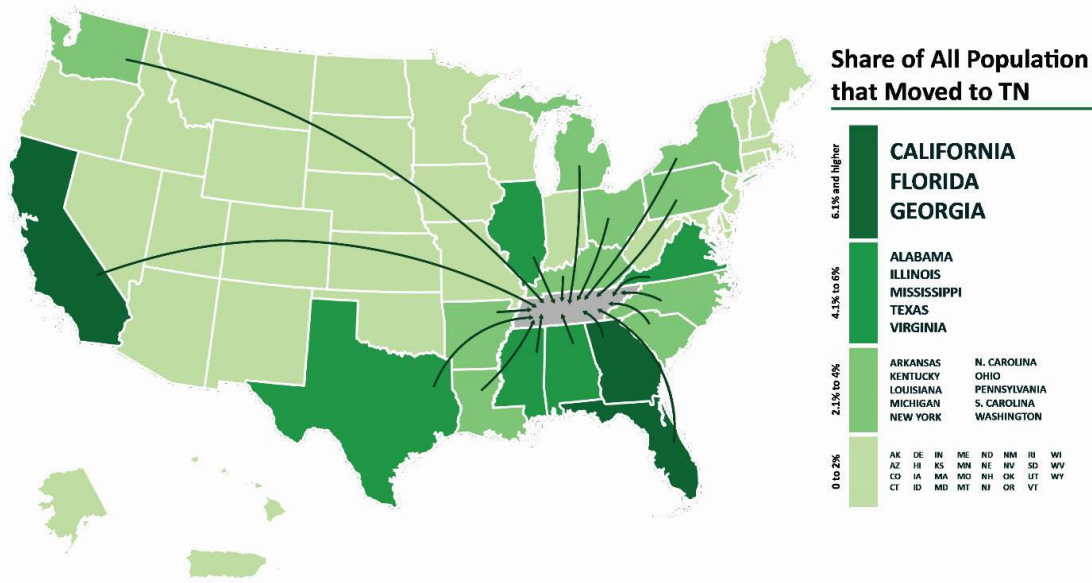 Share of All Population
that Moved to TN
6.1% and higher
CALIFORNIA
FLORIDA
GEORGIA
4.1% to 6%
ALABAMA
ILLINOIS
MISSISSIPPI
TEXAS
VIRGINIA
2.1% to 4%
ARKANSAS N. CAROLINA
KENTUCKY OHIO
LOUISIANA PENNSYLVANIA
MICHIGAN S. CAROLINA
NEW YORK WASHINGTON
0 to 2%
AK DE IN ME ND NM RI WI
AZ HI KS MN NE NV SD WV
CO IA MA MO NH OK UT WY
CT ID MD MT NJ OR VT